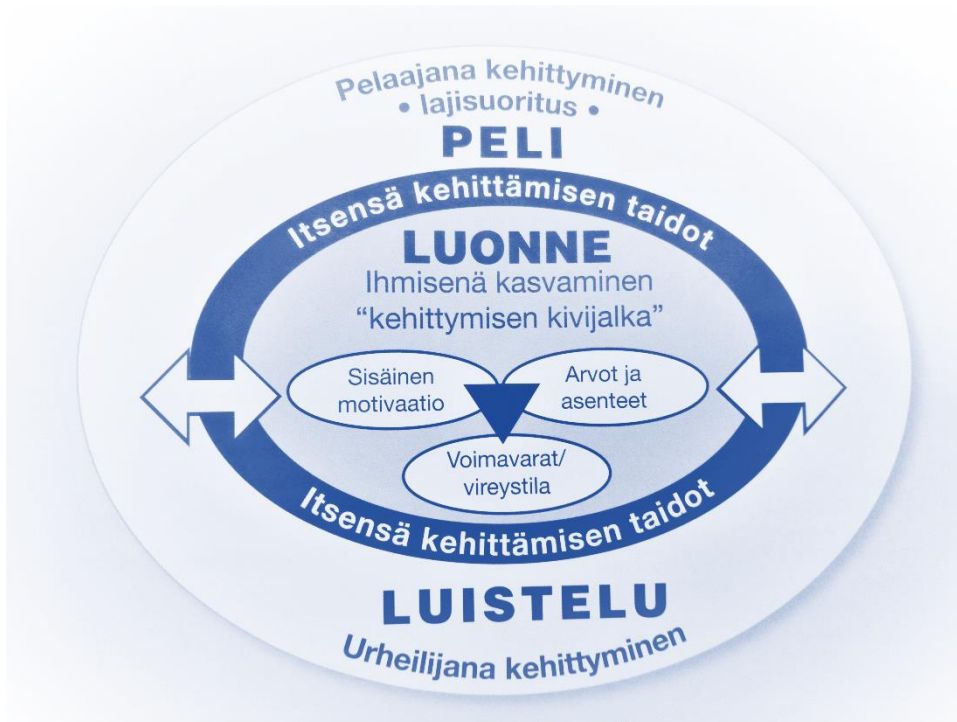 Pelaajana kehittyminen
• lajisuoritus •
PELI
Itsensä kehittämisen taidot
LUONNE
Ihmisenä kasvaminen
“kehittymisen kivijalka”
Sisäinen
motivaatio
Arvot ja
asenteet
Voimavarat/
vireystila
Itsensä kehittämisen taidot
LUISTELU
Urheilijana kehittyminen